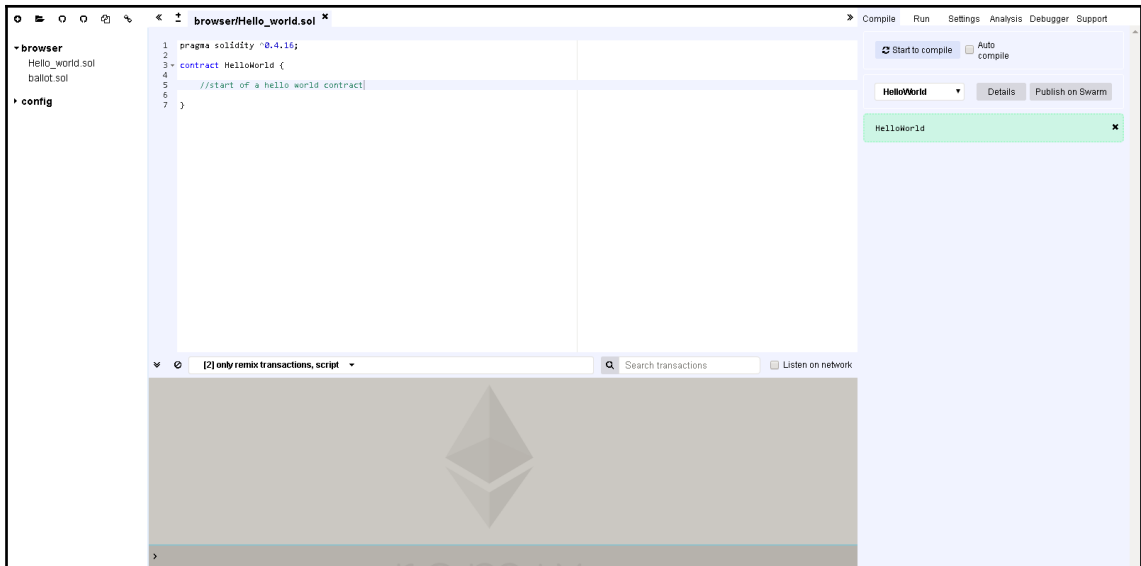 browser
Hello_world.sol
ballot.sol
config
browser/Hello_world.sol
1 pragma solidity ^0.4.16;
2
3 contract HelloWorld {
4
5 //start of a hello world contract
6
7 }
[2] only remix transactions, script
Search transactions
Listen on network
>
Compile Run Settings Analysis Debugger Support
Start to compile
Auto compile
HelloWorld
Details
Publish on Swarm
HelloWorld